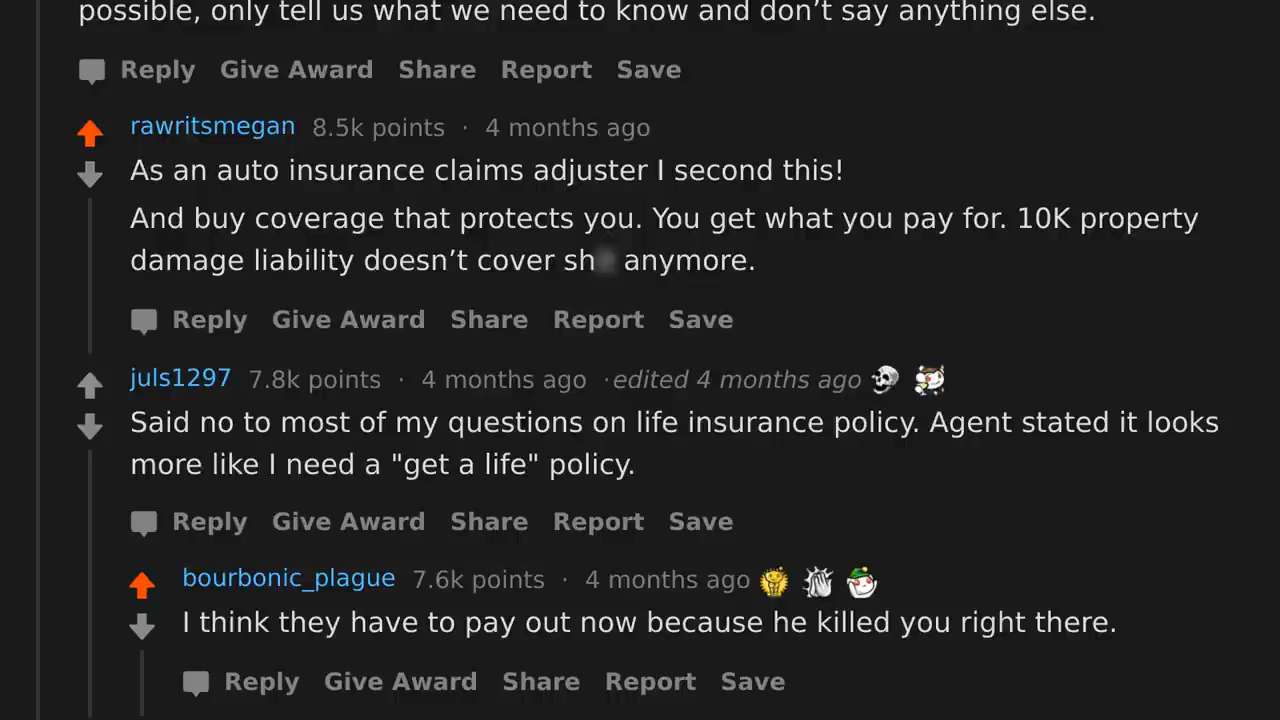 possible, only tell us what we need to know and don’t say anything else.
Reply Give Award Share Report Save
rawritsmegan 8.5k points · 4 months ago
As an auto insurance claims adjuster I second this!
And buy coverage that protects you. You get what you pay for. 10K property
damage liability doesn’t cover sh anymore.
Reply Give Award Share Report Save
juls1297 7.8k points · 4 months ago ·edited 4 months ago
Said no to most of my questions on life insurance policy. Agent stated it looks
more like I need a "get a life" policy.
Reply Give Award Share Report Save
bourbonic_plague 7.6k points · 4 months ago
I think they have to pay out now because he killed you right there.
Reply Give Award Share Report Save